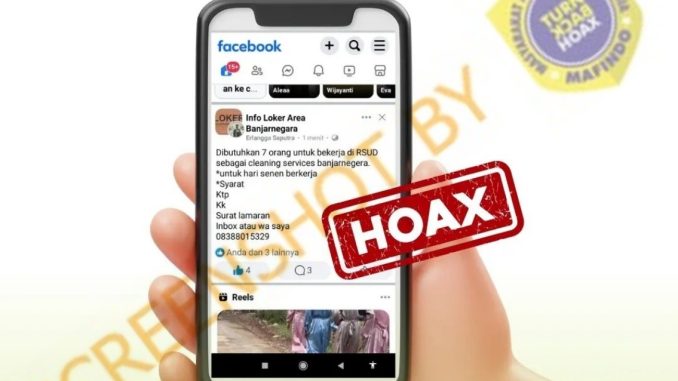 facebook
15+
an ke c...
Aleaa
Wijayanti
Eva
LOKER
Info Loker Area
Banjarnegara
Erlangga Saputra · 1 menit ·
Dibutuhkan 7 orang untuk bekerja di RSUD
sebagai cleaning services banjarnegera.
*untuk hari senen berkerja
*Syarat
Ktp
Kk
Surat lamaran
Inbox atau wa saya
08388015329
Anda dan 3 lainnya
4
3
Reels
HOAX
SCREENSHOT BY
TURN
BACK
HOAX
MAFINDO